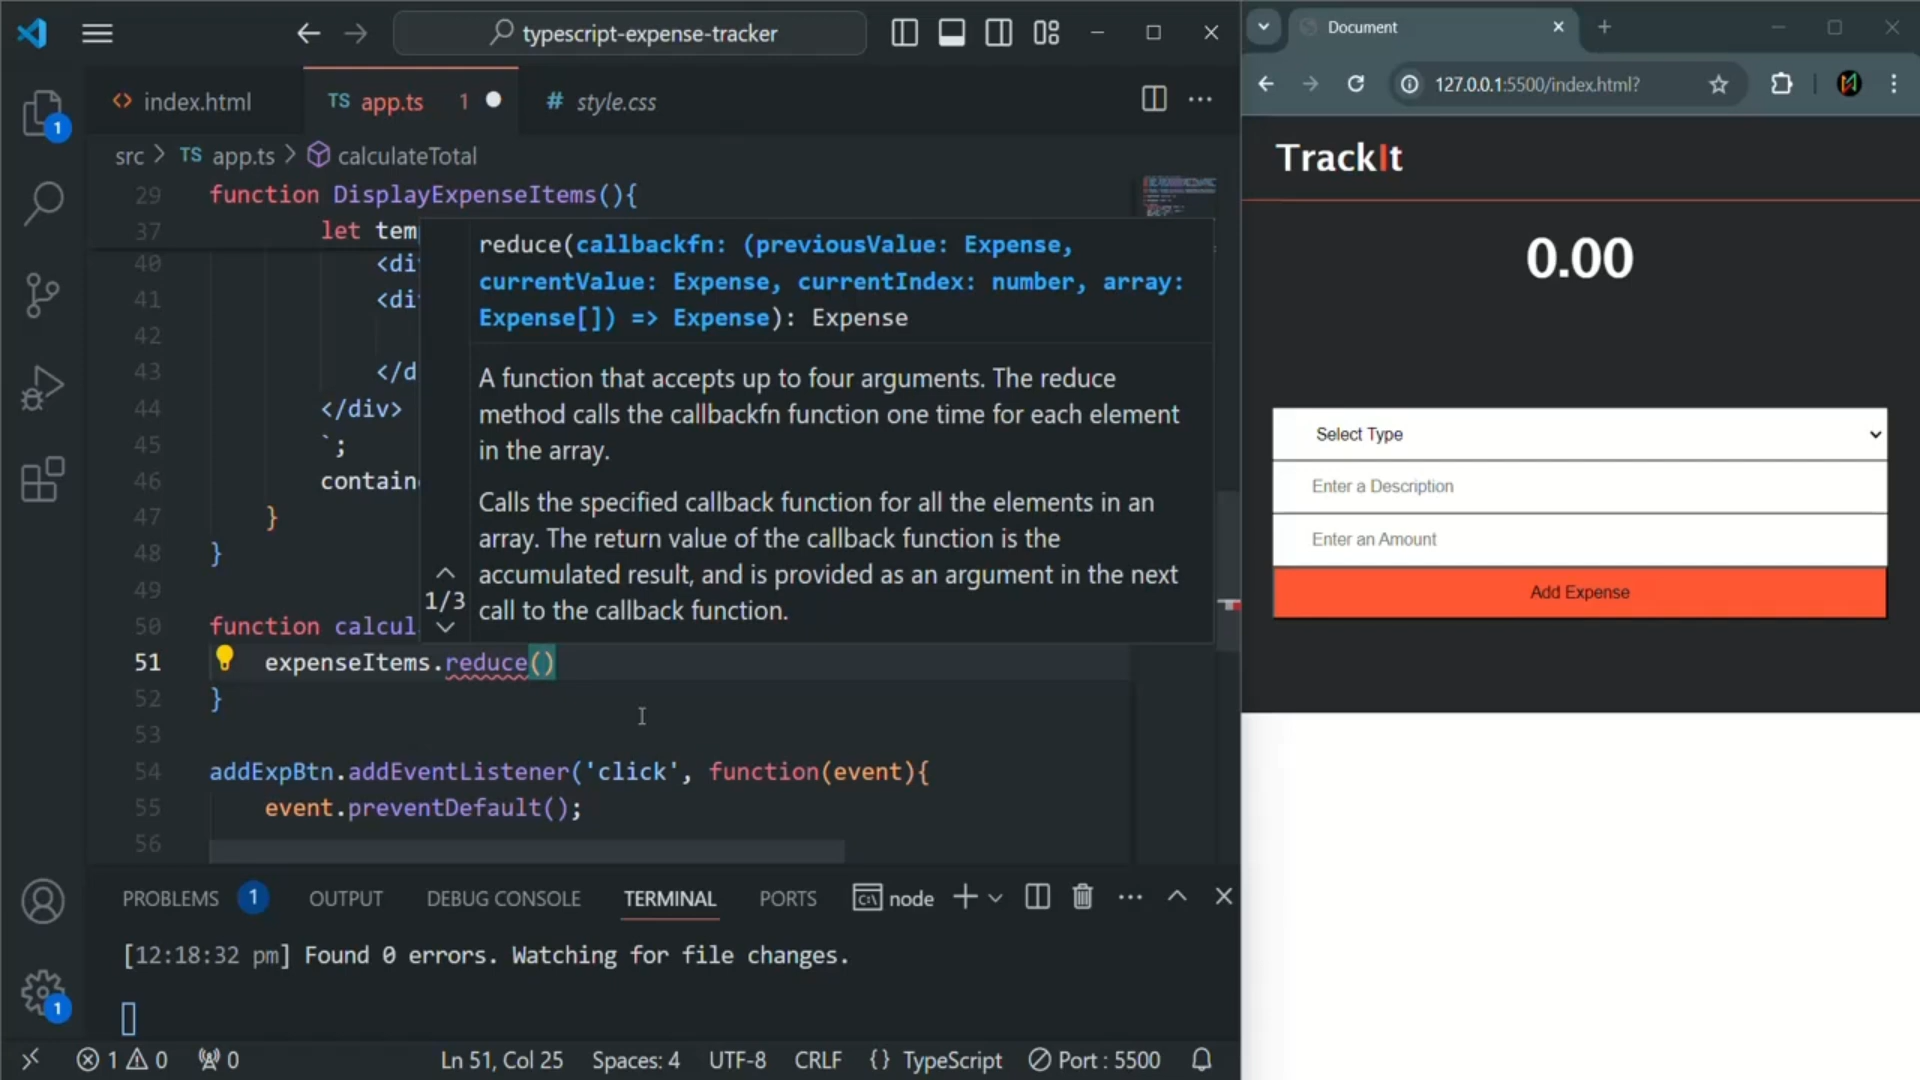 typescript-expense-tracker
index.html
TS app.ts 1
# style.css
src > TS app.ts > calculateTotal
29 function DisplayExpenseItems(){
37 let tem
40 <di
41 <di
42
43 </d
44 </div>
45 `;
46 contain
47 }
48 }
49
50 function calcul
51 expenseItems.reduce()
52 }
53
54 addExpBtn.addEventListener('click', function(event){
55 event.preventDefault();
56
reduce(callbackfn: (previousValue: Expense,
currentValue: Expense, currentIndex: number, array:
Expense[]) => Expense): Expense
A function that accepts up to four arguments. The reduce
method calls the callbackfn function one time for each element
in the array.
Calls the specified callback function for all the elements in an
array. The return value of the callback function is the
accumulated result, and is provided as an argument in the next
call to the callback function.
1/3
1
1
PROBLEMS 1 OUTPUT DEBUG CONSOLE TERMINAL PORTS node
[12:18:32 pm] Found 0 errors. Watching for file changes.
1 0 0 Ln 51, Col 25 Spaces: 4 UTF-8 CRLF {} TypeScript Port : 5500
Document
127.0.0.1:5500/index.html?
TrackIt
0.00
Select Type
Enter a Description
Enter an Amount
Add Expense